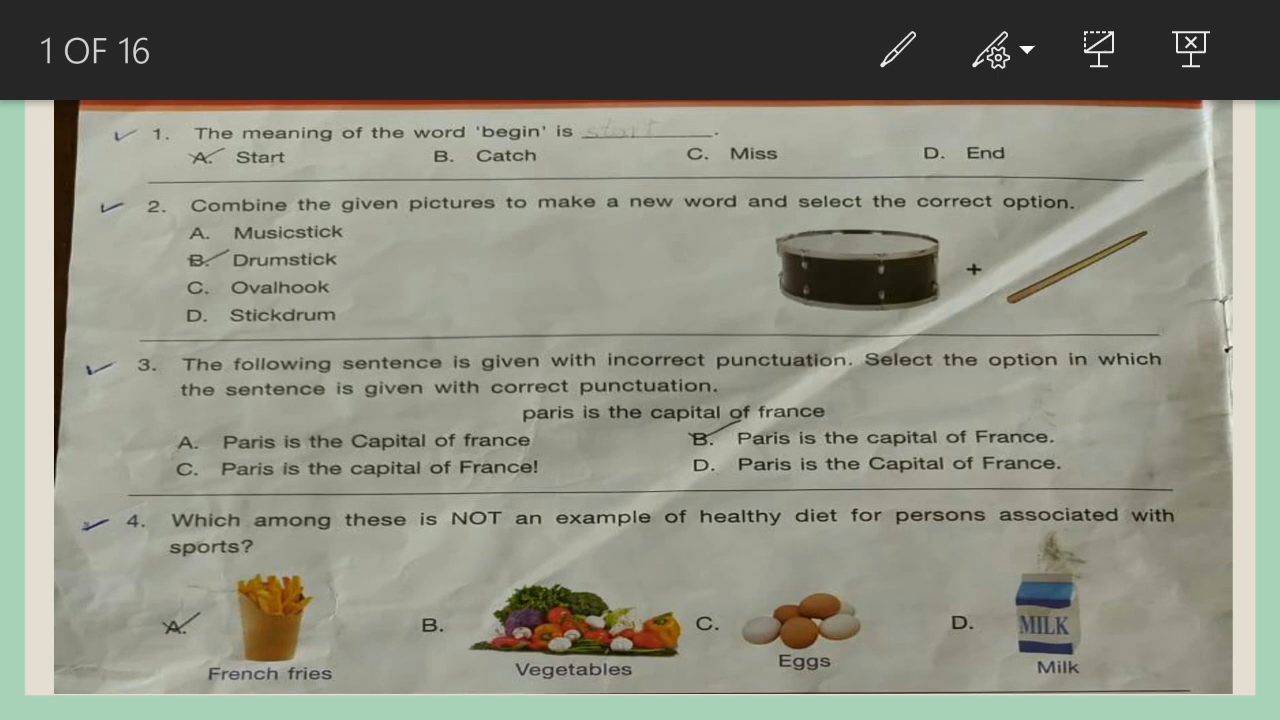 1 OF 16
1. The meaning of the word 'begin' is start.
A. Start B. Catch C. Miss D. End
2. Combine the given pictures to make a new word and select the correct option.
A. Musicstick
B. Drumstick
C. Ovalhook
D. Stickdrum
+
3. The following sentence is given with incorrect punctuation. Select the option in which
the sentence is given with correct punctuation.
paris is the capital of france
A. Paris is the Capital of france B. Paris is the capital of France.
C. Paris is the capital of France! D. Paris is the Capital of France.
4. Which among these is NOT an example of healthy diet for persons associated with
sports?
A. B. C. D. MILK
French fries Vegetables Eggs Milk